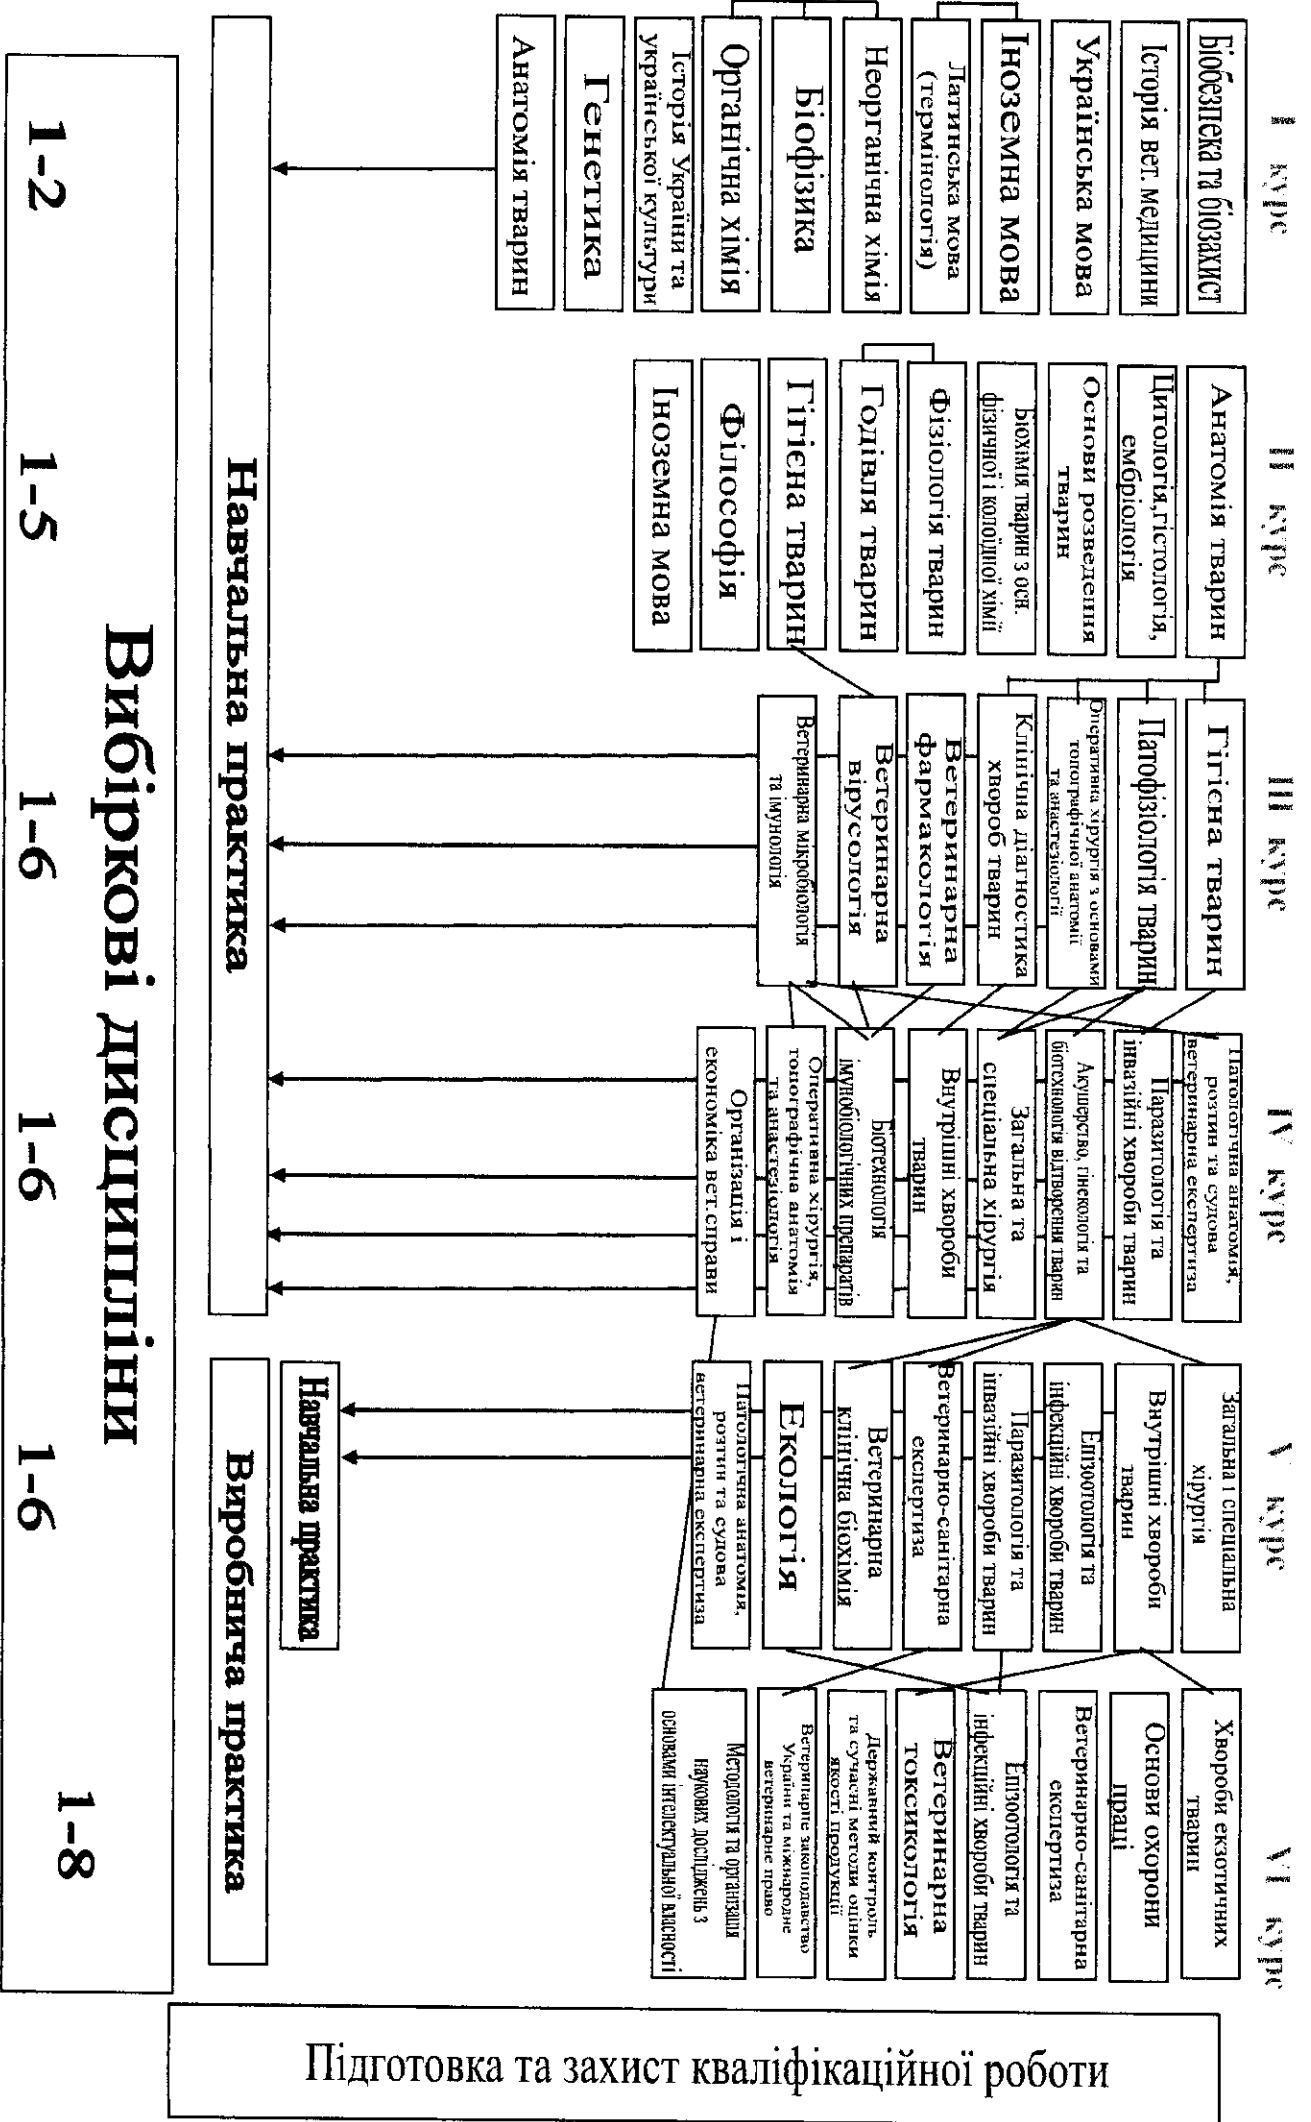 І курс
Біобезпека та біозахист
Історія вет. медицини
Українська мова
Іноземна мова
Латинська мова
(термінологія)
Неорганічна хімія
Біофізика
Органічна хімія
Історія України та
української культури
Генетика
Анатомія тварин
ІІ курс
Анатомія тварин
Цитологія,гістологія,
ембріологія
Основи розведення
тварин
Біохімія тварин з осн.
фізичної і колоїдної хімії
Фізіологія тварин
Годівля тварин
Гігієна тварин
Філософія
Іноземна мова
ІІІ курс
Гігієна тварин
Патофізіологія тварин
Оперативна хірургія з основами
топографічної анатомії
та анастезіології
Клінічна діагностика
хвороб тварин
Ветеринарна
фармакологія
Ветеринарна
вірусологія
Ветеринарна мікробіологія
та імунологія
IV курс
Патологічна анатомія,
розтин та судова
ветеринарна експертиза
Паразитологія та
інвазійні хвороби тварин
Акушерство, гінекологія та
біотехнологія відтворення тварин
Загальна та
спеціальна хірургія
Внутрішні хвороби
тварин
Біотехнологія
імунобіологічних препаратів
Оперативна хірургія,
топографічна анатомія
та анастезіологія
Організація і
економіка вет.справи
V курс
Загальна і спеціальна
хірургія
Внутрішні хвороби
тварин
Епізоотологія та
інфекційні хвороби тварин
Паразитологія та
інвазійні хвороби тварин
Ветеринарно-санітарна
експертиза
Ветеринарна
клінічна біохімія
Екологія
Патологічна анатомія,
розтин та судова
ветеринарна експертиза
VI курс
Хвороби екзотичних
тварин
Основи охорони
праці
Ветеринарно-санітарна
експертиза
Епізоотологія та
інфекційні хвороби тварин
Ветеринарна
токсикологія
Державний контроль
та сучасні методи оцінки
якості продукції
Ветеринарне законодавство
України та міжнародне
ветеринарне право
Методологія та організація
наукових досліджень з
основами інтелектуальної власності
Навчальна практика
Навчальна практика
Виробнича практика
Вибіркові дисципліни
1-2
1-5
1-6
1-6
1-6
1-8
Підготовка та захист кваліфікаційної роботи